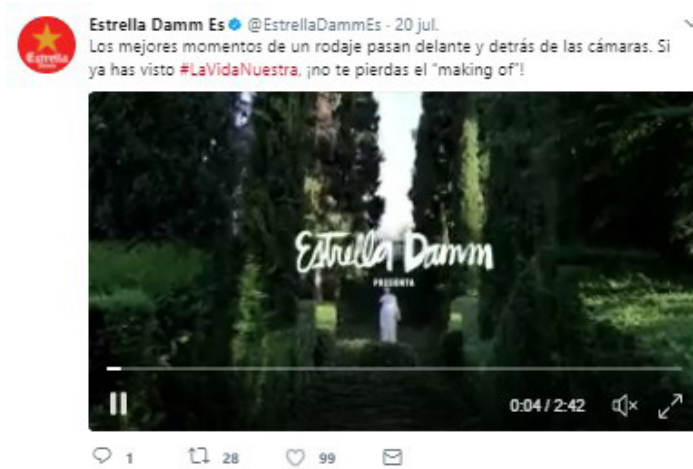 Estrella Damm Es @EstrellaDammEs · 20 jul.
Los mejores momentos de un rodaje pasan delante y detrás de las cámaras. Si
ya has visto #LaVidaNuestra, ¡no te pierdas el "making of"!
Estrella
Damm
Estrella Damm
PRESENTA
0:04 / 2:42
1 28 99